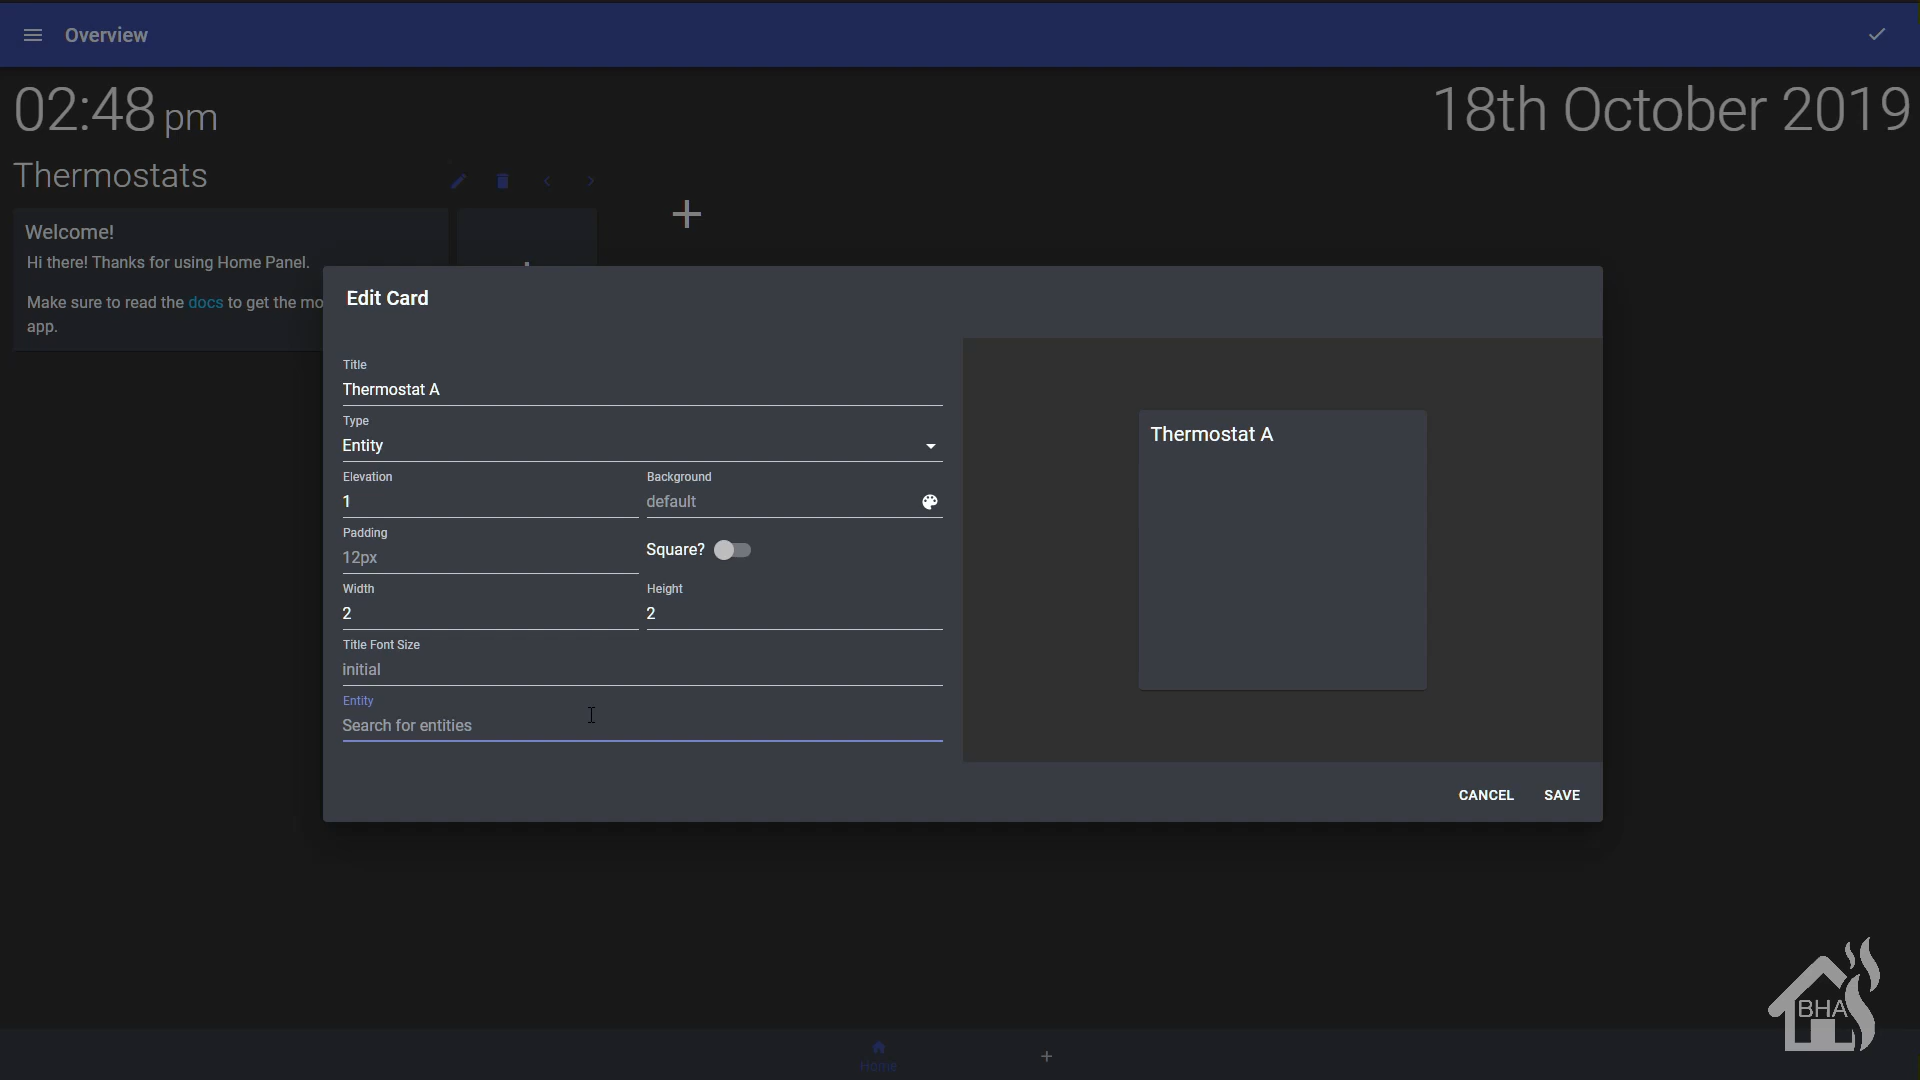 Overview
02:48 pm
18th October 2019
Thermostats
Welcome!
Hi there! Thanks for using Home Panel.
Make sure to read the docs to get the mo
app.
Edit Card
Title
Thermostat A
Type
Entity
Elevation
1
Background
default
Padding
12px
Square?
Width
2
Height
2
Title Font Size
initial
Entity
Search for entities
Thermostat A
CANCEL
SAVE
BHA
Home